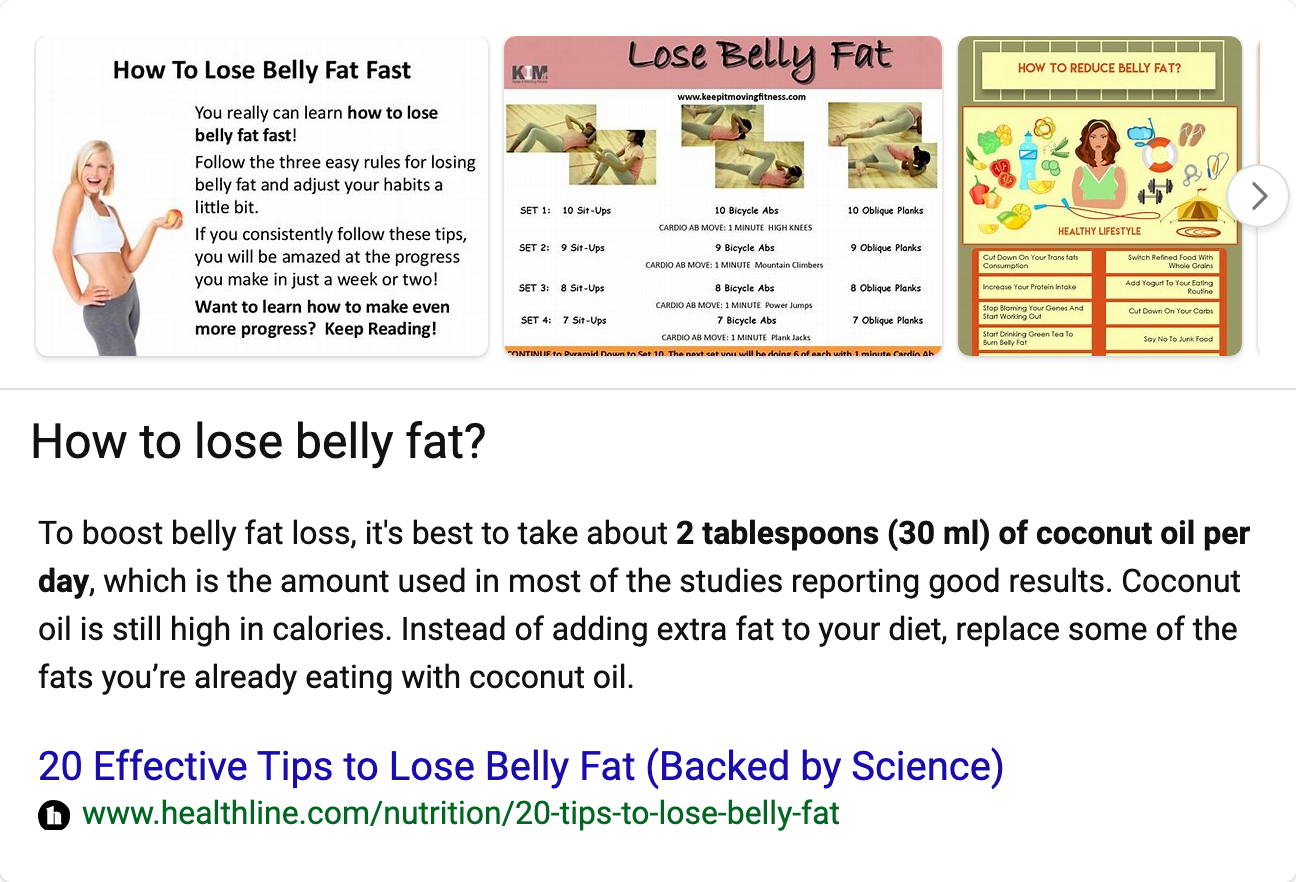 How To Lose Belly Fat Fast
You really can learn how to lose
belly fat fast!
Follow the three easy rules for losing
belly fat and adjust your habits a
little bit.
If you consistently follow these tips,
you will be amazed at the progress
you make in just a week or two!
Want to learn how to make even
more progress? Keep Reading!
Lose Belly Fat
KIM
www.keepitmovingfitness.com
SET 1: 10 Sit-Ups 10 Bicycle Abs 10 Oblique Planks
CARDIO AB MOVE: 1 MINUTE HIGH KNEES
SET 2: 9 Sit-Ups 9 Bicycle Abs 9 Oblique Planks
CARDIO AB MOVE: 1 MINUTE Mountain Climbers
SET 3: 8 Sit-Ups 8 Bicycle Abs 8 Oblique Planks
CARDIO AB MOVE: 1 MINUTE Power Jumps
SET 4: 7 Sit-Ups 7 Bicycle Abs 7 Oblique Planks
CARDIO AB MOVE: 1 MINUTE Plank Jacks
CONTINUE to Pyramid Down to Set 10. The next set you will be doing 6 of each with 1 minute Cardio Ab
HOW TO REDUCE BELLY FAT?
HEALTHY LIFESTYLE
Cut Down On Your Trans fats
Consumption
Switch Refined Food With
Whole Grains
Increase Your Protein Intake
Add Yogurt To Your Eating
Routine
Stop Blaming Your Genes And
Start Working Out
Cut Down On Your Carbs
Start Drinking Green Tea To
Burn Belly Fat
Say No To Junk Food
How to lose belly fat?
To boost belly fat loss, it's best to take about 2 tablespoons (30 ml) of coconut oil per
day, which is the amount used in most of the studies reporting good results. Coconut
oil is still high in calories. Instead of adding extra fat to your diet, replace some of the
fats you’re already eating with coconut oil.
20 Effective Tips to Lose Belly Fat (Backed by Science)
h www.healthline.com/nutrition/20-tips-to-lose-belly-fat